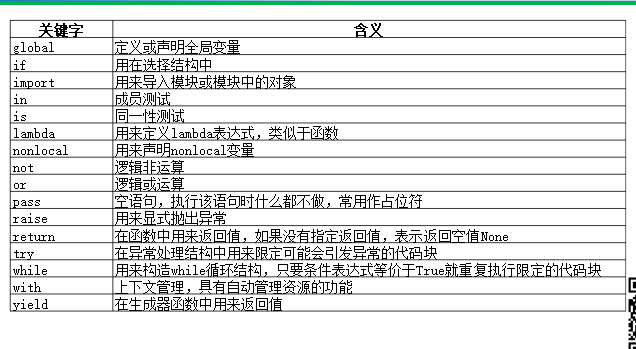 关键字 含义
global 定义或声明全局变量
if 用在选择结构中
import 用来导入模块或模块中的对象
in 成员测试
is 同一性测试
lambda 用来定义lambda表达式，类似于函数
nonlocal 用来声明nonlocal变量
not 逻辑非运算
or 逻辑或运算
pass 空语句，执行该语句时什么都不做，常用作占位符
raise 用来显式抛出异常
return 在函数中用来返回值，如果没有指定返回值，表示返回空值None
try 在异常处理结构中用来限定可能会引发异常的代码块
while 用来构造while循环结构，只要条件表达式等价于True就重复执行限定的代码块
with 上下文管理，具有自动管理资源的功能
yield 在生成器函数中用来返回值